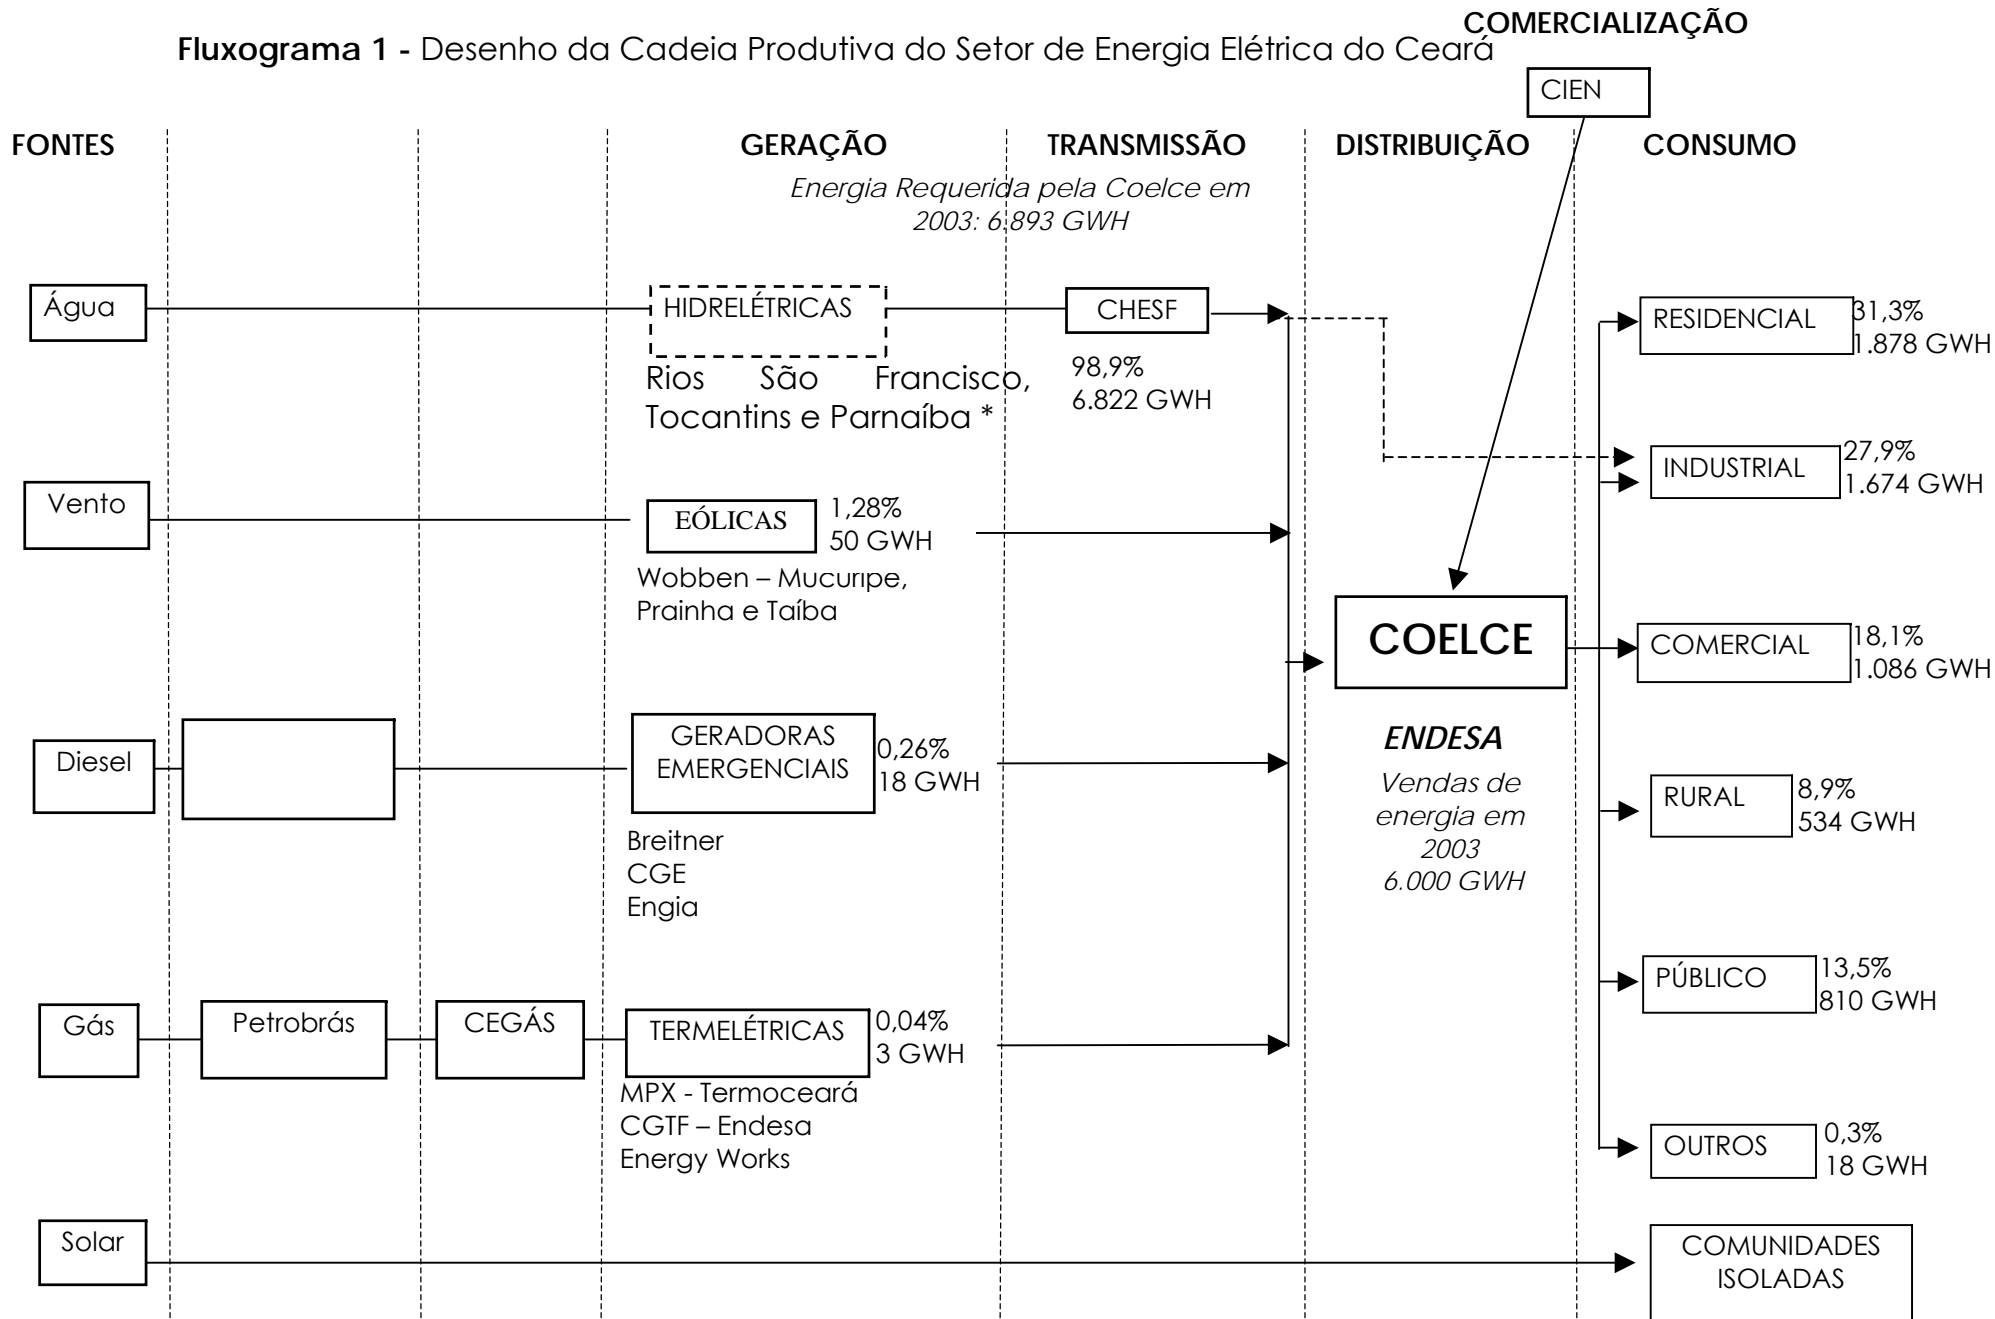 COMERCIALIZAÇÃO
Fluxograma 1 - Desenho da Cadeia Produtiva do Setor de Energia Elétrica do Ceará
CIEN
FONTES
GERAÇÃO
TRANSMISSÃO
DISTRIBUIÇÃO
CONSUMO
Energia Requerida pela Coelce em
2003: 6.893 GWH
Água
HIDRELÉTRICAS
Rios São Francisco,
Tocantins e Parnaíba *
CHESF
98,9%
6.822 GWH
RESIDENCIAL
31,3%
1.878 GWH
INDUSTRIAL
27,9%
1.674 GWH
Vento
EÓLICAS
1,28%
50 GWH
Wobben – Mucuripe,
Prainha e Taíba
COELCE
ENDESA
Vendas de
energia em
2003
6.000 GWH
COMERCIAL
18,1%
1.086 GWH
Diesel
GERADORAS
EMERGENCIAIS
0,26%
18 GWH
Breitner
CGE
Engia
RURAL
8,9%
534 GWH
PÚBLICO
13,5%
810 GWH
Gás
Petrobrás
CEGÁS
TERMELÉTRICAS
0,04%
3 GWH
MPX - Termoceará
CGTF – Endesa
Energy Works
OUTROS
0,3%
18 GWH
Solar
COMUNIDADES
ISOLADAS